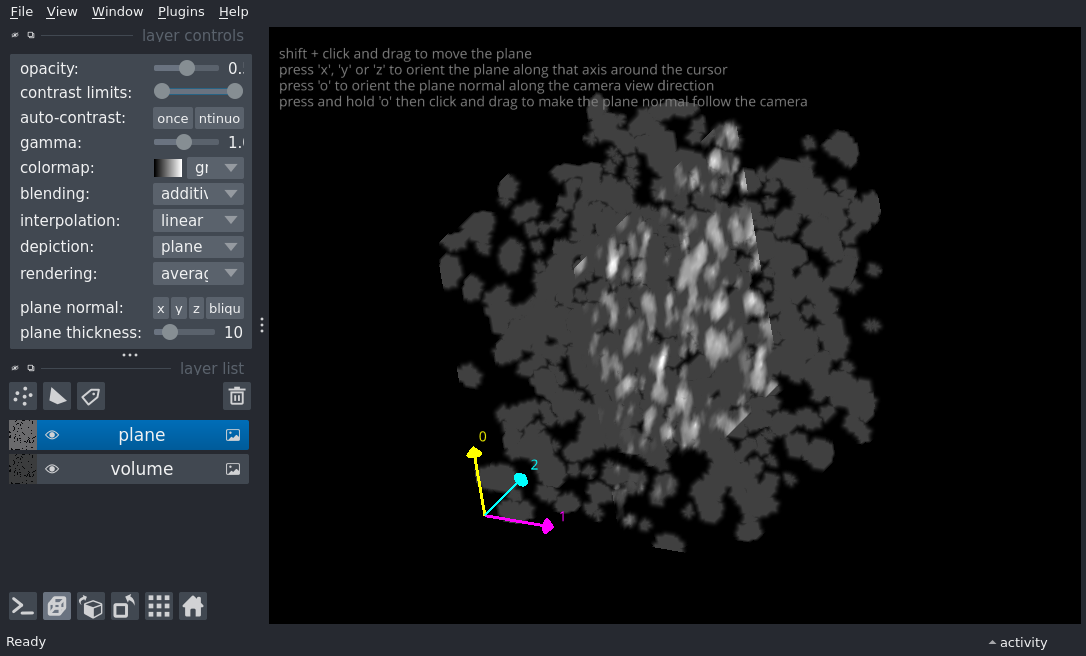 File View Window Plugins Help
layer controls
opacity: 0.
contrast limits:
auto-contrast: once ntinuo
gamma: 1.
colormap: gr
blending: additiv
interpolation: linear
depiction: plane
rendering: averag
plane normal: x y z bliqu
plane thickness: 10
layer list
plane
volume
shift + click and drag to move the plane
press 'x', 'y' or 'z' to orient the plane along that axis around the cursor
press 'o' to orient the plane normal along the camera view direction
press and hold 'o' then click and drag to make the plane normal follow the camera
0
2
1
Ready
activity